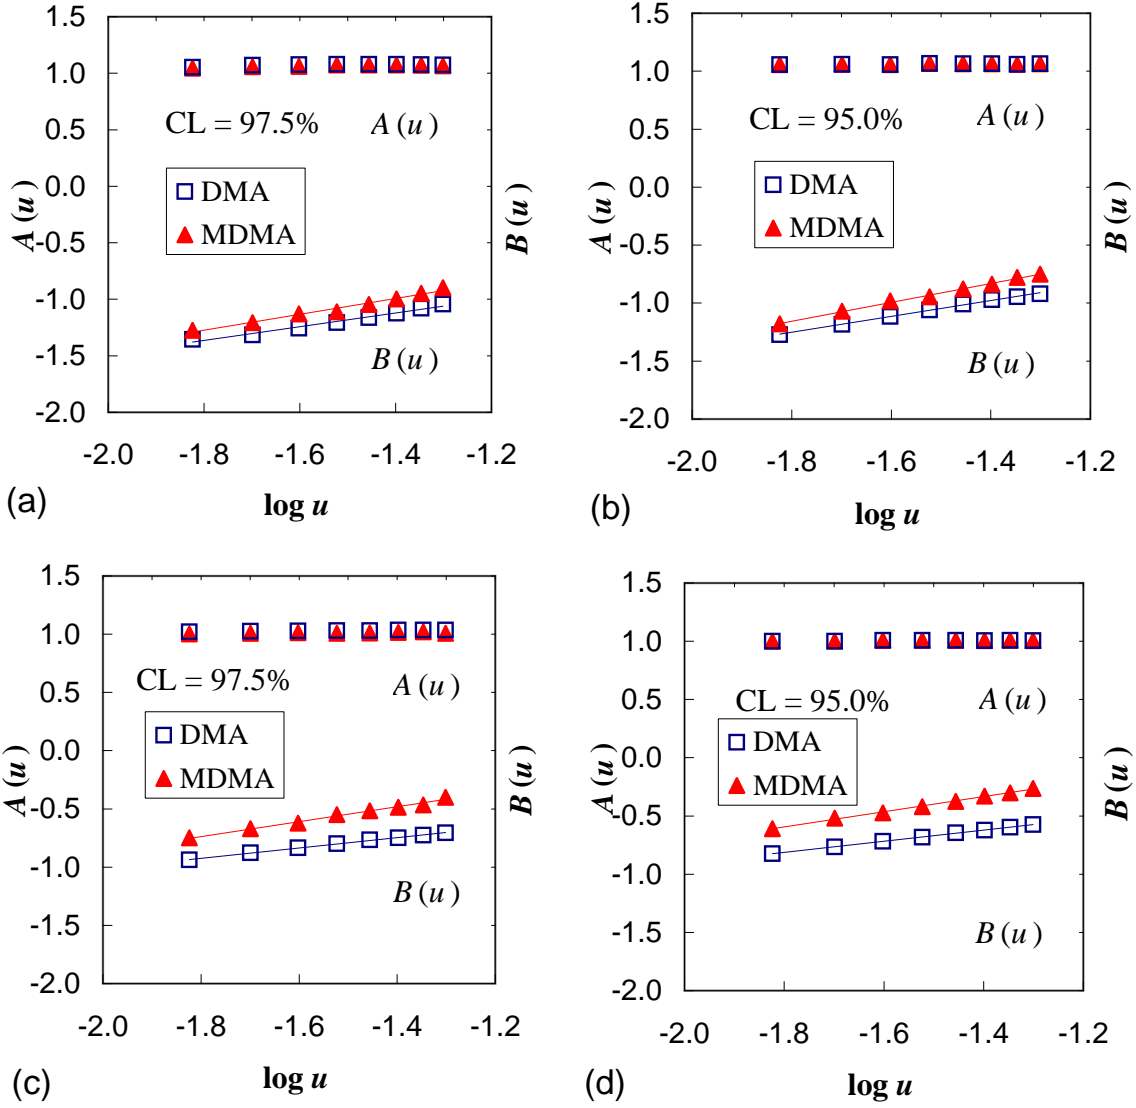 1.5
1.0
0.5
0.0
-0.5
-1.0
-1.5
-2.0
A (u)
B (u)
CL = 97.5%
A (u)
DMA
MDMA
B (u)
-2.0 -1.8 -1.6 -1.4 -1.2
log u
(a)
1.5
1.0
0.5
0.0
-0.5
-1.0
-1.5
-2.0
A (u)
B (u)
CL = 95.0%
A (u)
DMA
MDMA
B (u)
-2.0 -1.8 -1.6 -1.4 -1.2
log u
(b)
1.5
1.0
0.5
0.0
-0.5
-1.0
-1.5
-2.0
A (u)
B (u)
CL = 97.5%
A (u)
DMA
MDMA
B (u)
-2.0 -1.8 -1.6 -1.4 -1.2
log u
(c)
1.5
1.0
0.5
0.0
-0.5
-1.0
-1.5
-2.0
A (u)
B (u)
CL = 95.0%
A (u)
DMA
MDMA
B (u)
-2.0 -1.8 -1.6 -1.4 -1.2
log u
(d)